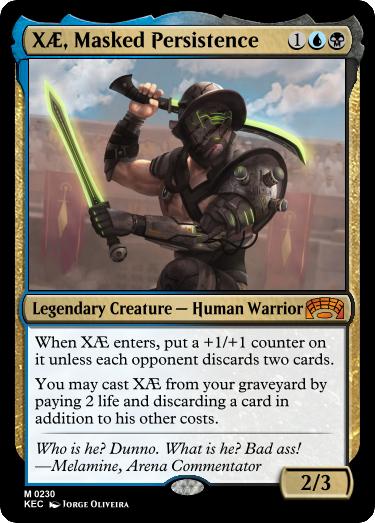 XÆ, Masked Persistence 1
Legendary Creature — Human Warrior
When XÆ enters, put a +1/+1 counter on
it unless each opponent discards two cards.
You may cast XÆ from your graveyard by
paying 2 life and discarding a card in
addition to his other costs.
Who is he? Dunno. What is he? Bad ass!
—Melamine, Arena Commentator
2/3
M 0230
KEC Jorge Oliveira